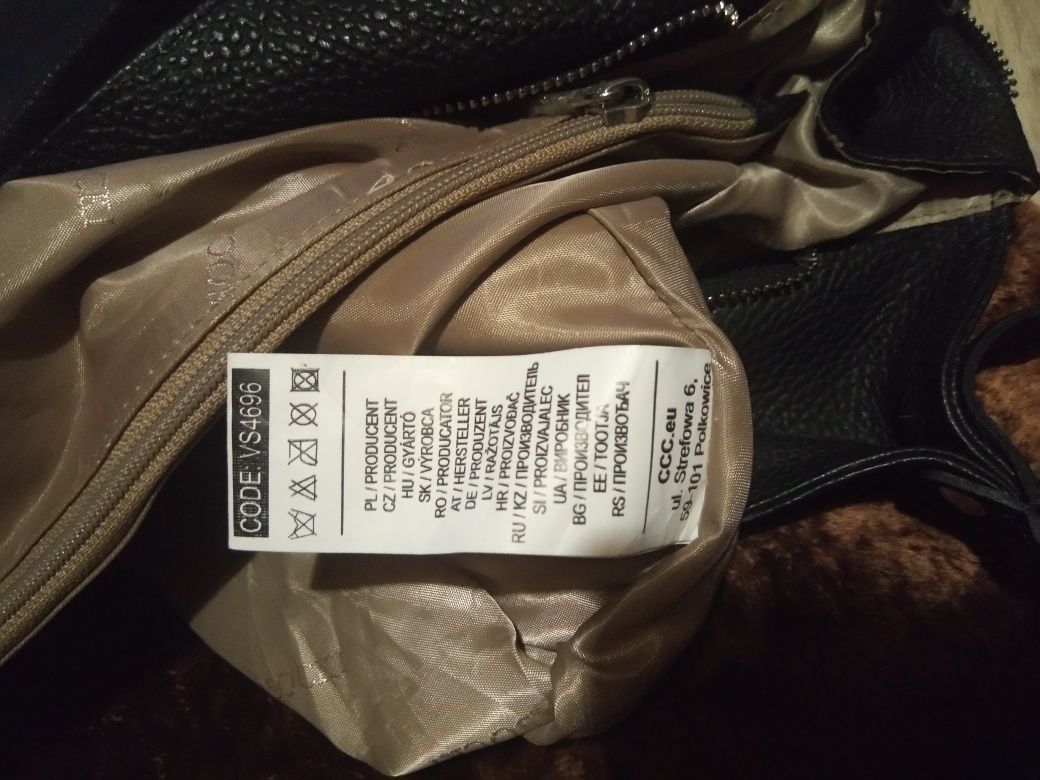 CODE: VS4696
PL / PRODUCENT
CZ / PRODUCENT
HU / GYÁRTÓ
SK / VÝROBCA
RO / PRODUCATOR
AT / HERSTELLER
DE / PRODUZENT
LV / RAŽOTAJS
HR / PROIZVOĐAČ
RU / KZ / ПРОИЗВОДИТЕЛЬ
SI / PROIZVAJALEC
UA / ВИРОБНИК
BG / ПРОИЗВОДИТЕЛ
EE / TOOTJA
RS / ПРОИЗВОЂАЧ
CCC.eu
ul. Strefowa 6,
59-101 Polkowice